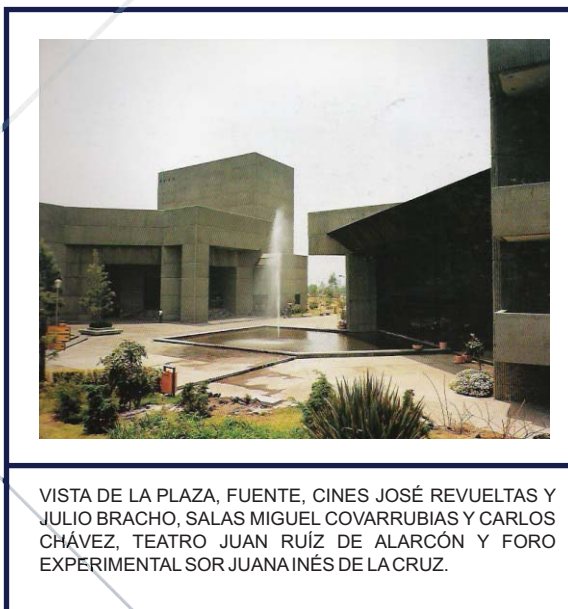 VISTA DE LA PLAZA, FUENTE, CINES JOSÉ REVUELTAS Y
JULIO BRACHO, SALAS MIGUEL COVARRUBIAS Y CARLOS
CHÁVEZ, TEATRO JUAN RUÍZ DE ALARCÓN Y FORO
EXPERIMENTAL SOR JUANA INÉS DE LA CRUZ.